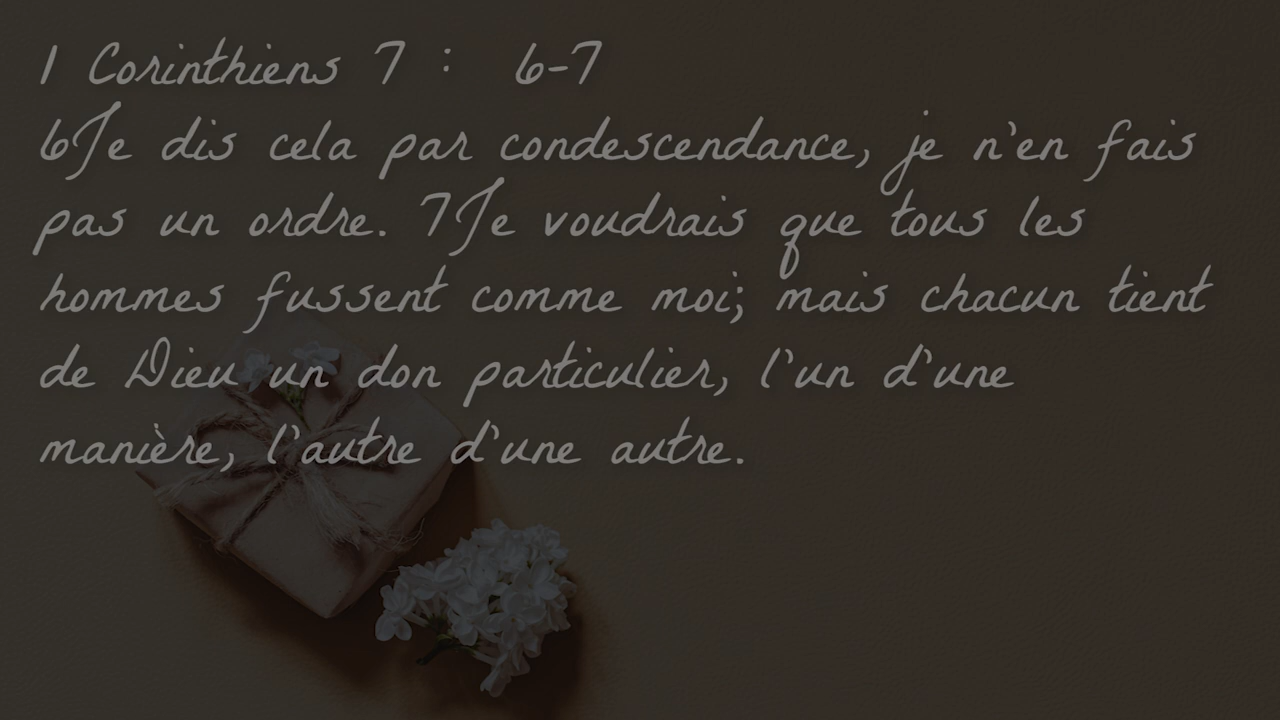 1 Corinthiens 7 : 6-7
6Je dis cela par condescendance, je n'en fais
pas un ordre. 7Je voudrais que tous les
hommes fussent comme moi; mais chacun tient
de Dieu un don particulier, l'un d'une
manière, l'autre d'une autre.